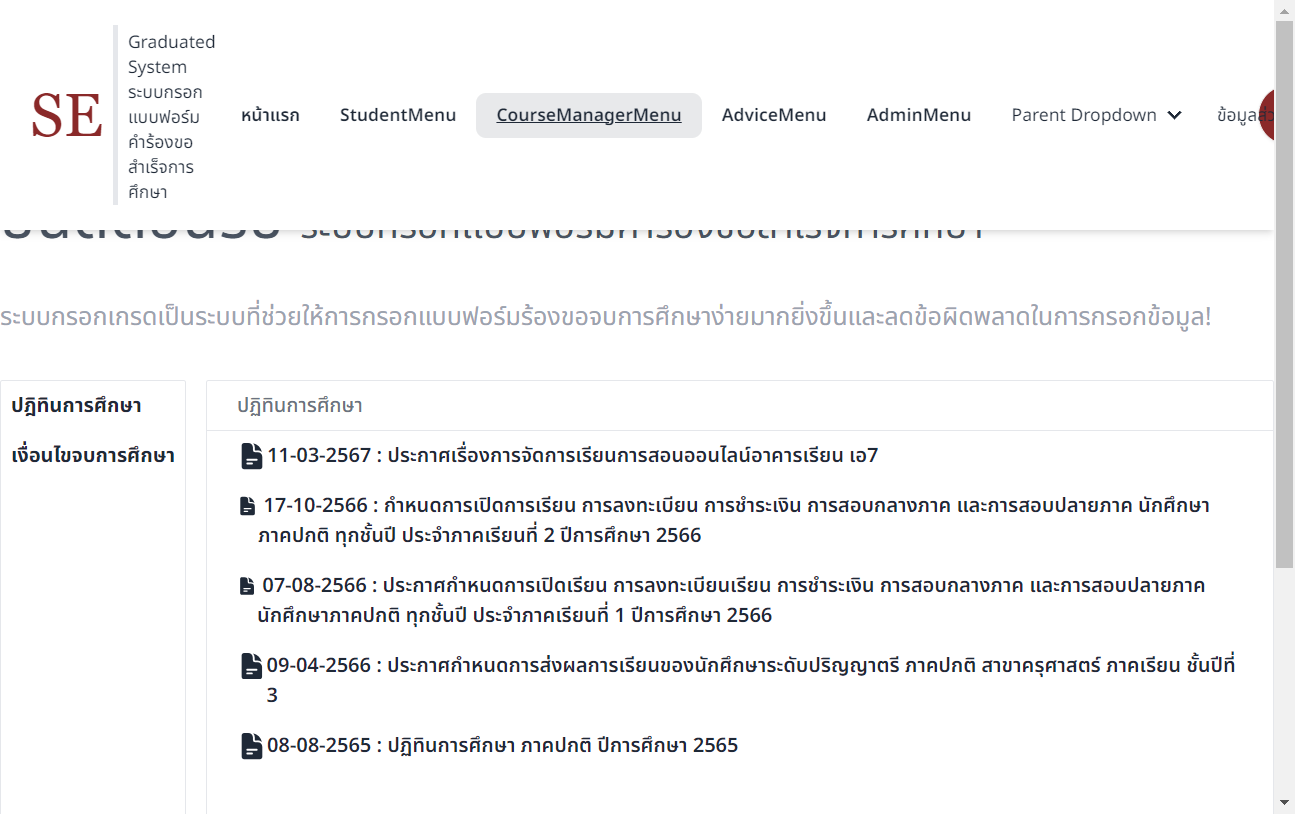 SE
Graduated
System
ระบบกรอก
แบบฟอร์ม
คำร้องขอ
สำเร็จการ
ศึกษา
หน้าแรก
StudentMenu
CourseManagerMenu
AdviceMenu
AdminMenu
Parent Dropdown
ข้อมูลส่ว
ระบบกรอกแบบฟอร์มคำร้องขอสำเร็จการศึกษา
ระบบกรอกเกรดเป็นระบบที่ช่วยให้การกรอกแบบฟอร์มร้องขอจบการศึกษาง่ายมากยิ่งขึ้นและลดข้อผิดพลาดในการกรอกข้อมูล!
ปฎิทินการศึกษา
เงื่อนไขจบการศึกษา
ปฏิทินการศึกษา
11-03-2567 : ประกาศเรื่องการจัดการเรียนการสอนออนไลน์อาคารเรียน เอ7
17-10-2566 : กำหนดการเปิดการเรียน การลงทะเบียน การชำระเงิน การสอบกลางภาค และการสอบปลายภาค นักศึกษา
ภาคปกติ ทุกชั้นปี ประจำภาคเรียนที่ 2 ปีการศึกษา 2566
07-08-2566 : ประกาศกำหนดการเปิดเรียน การลงทะเบียนเรียน การชำระเงิน การสอบกลางภาค และการสอบปลายภาค
นักศึกษาภาคปกติ ทุกชั้นปี ประจำภาคเรียนที่ 1 ปีการศึกษา 2566
09-04-2566 : ประกาศกำหนดการส่งผลการเรียนของนักศึกษาระดับปริญญาตรี ภาคปกติ สาขาครุศาสตร์ ภาคเรียน ชั้นปีที่
3
08-08-2565 : ปฏิทินการศึกษา ภาคปกติ ปีการศึกษา 2565